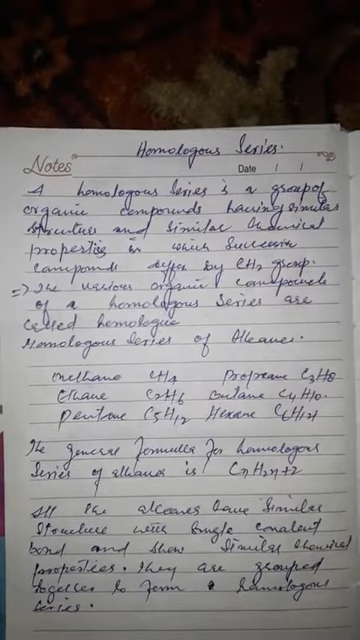 Homologous Series.
Notes
Date / /
A homologous Series is a group of
organic compounds having similar
structures and similar chemical
properties in which successive
compounds differ by CH2 group.
=> The various organic compounds
of a homologous Series are
called homologue
Homologous Series of Alkanes.
Methane CH4 Propane C3H8
Ethane C2H6 Butane C4H10
Pentane C5H12 Hexane C6H14
The general formula for homologous
Series of alkanes is CnH2n+2
All the alkanes have similar
structure with single covalent
bond and show similar chemical
properties. They are grouped
together to form a homologous
series.